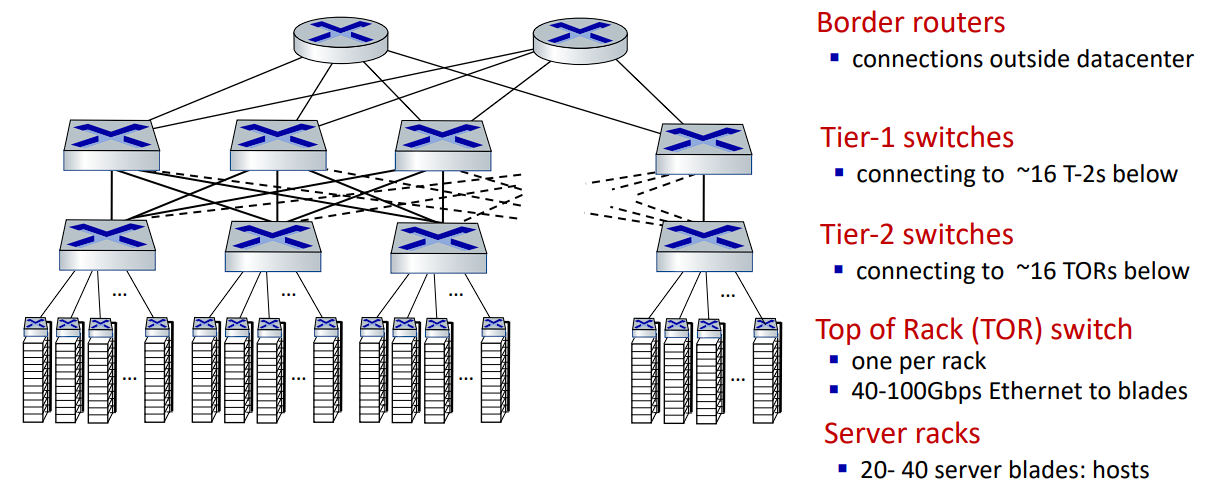 Border routers
▪ connections outside datacenter
Tier-1 switches
▪ connecting to ~16 T-2s below
Tier-2 switches
▪ connecting to ~16 TORs below
Top of Rack (TOR) switch
▪ one per rack
▪ 40-100Gbps Ethernet to blades
Server racks
▪ 20- 40 server blades: hosts
... ... ... ...
... ... ... ...